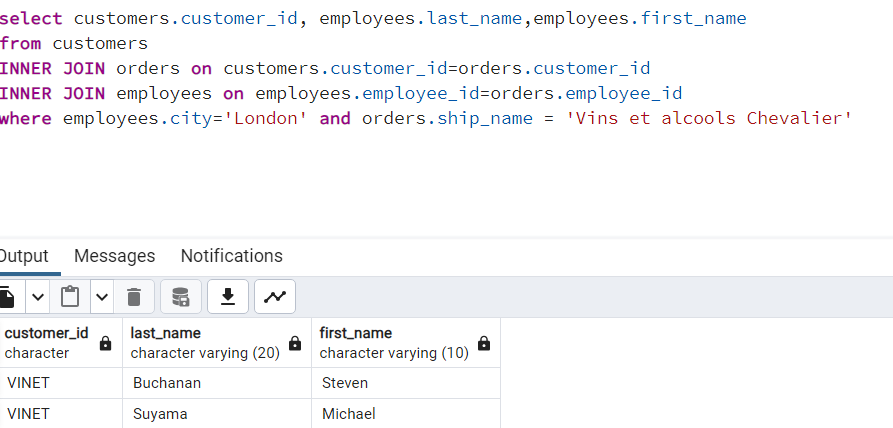 select customers.customer_id, employees.last_name,employees.first_name
from customers
INNER JOIN orders on customers.customer_id=orders.customer_id
INNER JOIN employees on employees.employee_id=orders.employee_id
where employees.city='London' and orders.ship_name = 'Vins et alcools Chevalier'
Output Messages Notifications
customer_id last_name first_name
character character varying (20) character varying (10)
VINET Buchanan Steven
VINET Suyama Michael